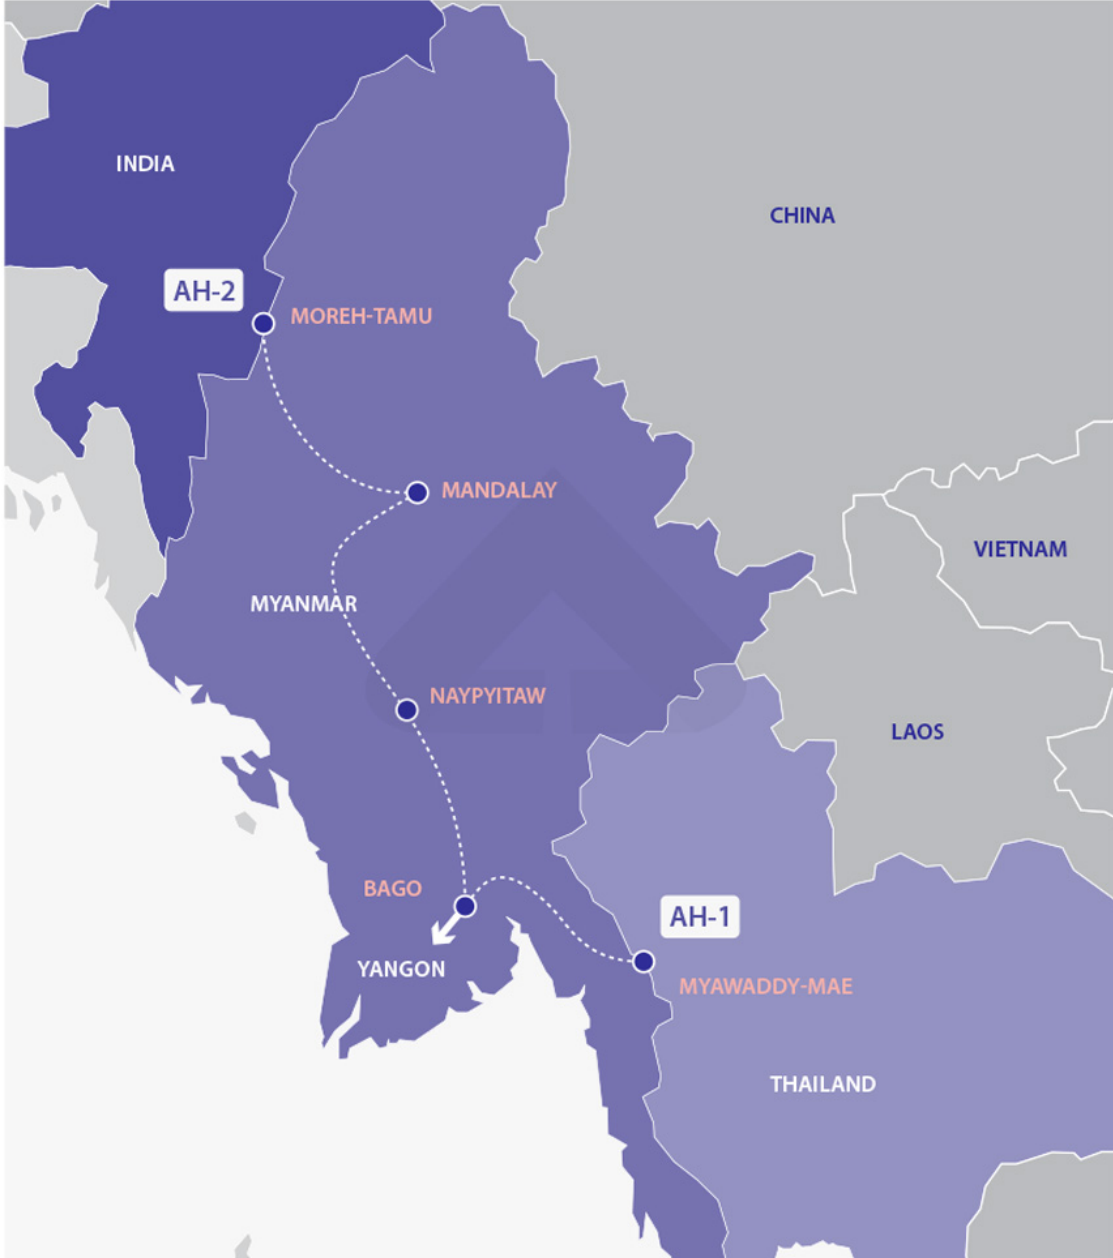 INDIA
CHINA
AH-2
MOREH-TAMU
MANDALAY
VIETNAM
MYANMAR
NAYPYITAW
LAOS
BAGO
AH-1
YANGON
MYAWADDY-MAE
THAILAND